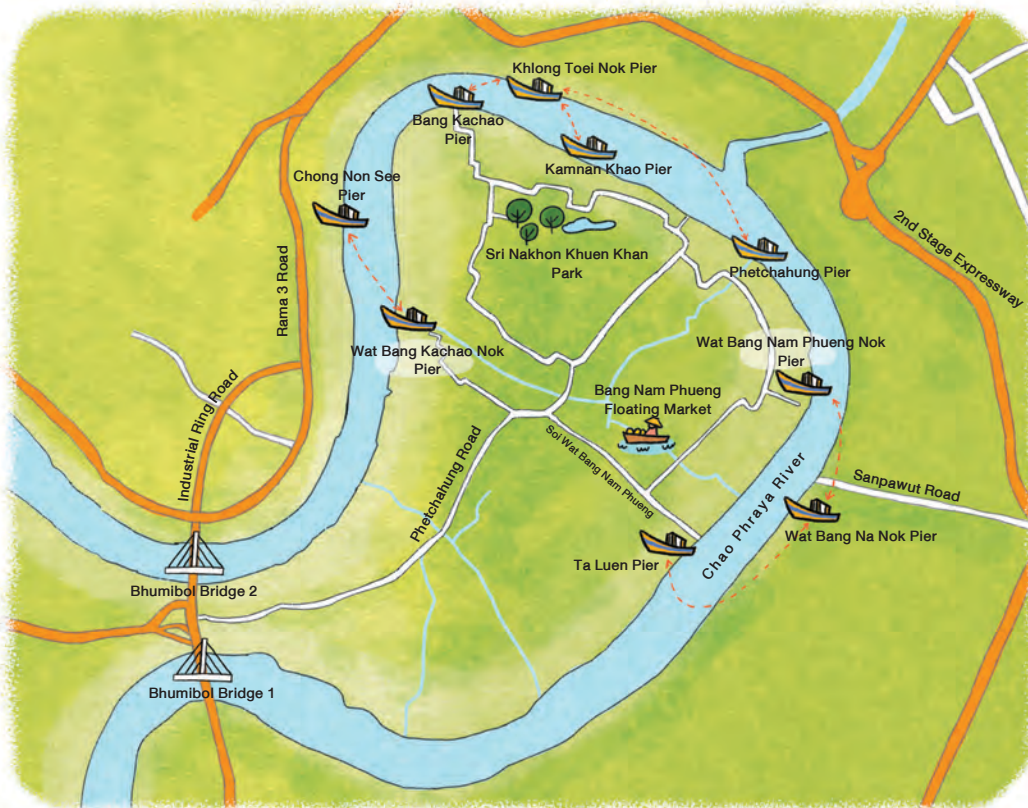 Khlong Toei Nok Pier
Bang Kachao
Pier
Kamnan Khao Pier
Chong Non See
Pier
2nd Stage Expressway
Sri Nakhon Khuen Khan
Park
Phetchahung Pier
Rama 3 Road
Wat Bang Kachao Nok
Pier
Wat Bang Nam Phueng Nok
Pier
Bang Nam Phueng
Floating Market
Industrial Ring Road
Phetchahung Road
Soi Wat Bang Nam Phueng
Chao Phraya River
Sanpawut Road
Wat Bang Na Nok Pier
Ta Luen Pier
Bhumibol Bridge 2
Bhumibol Bridge 1